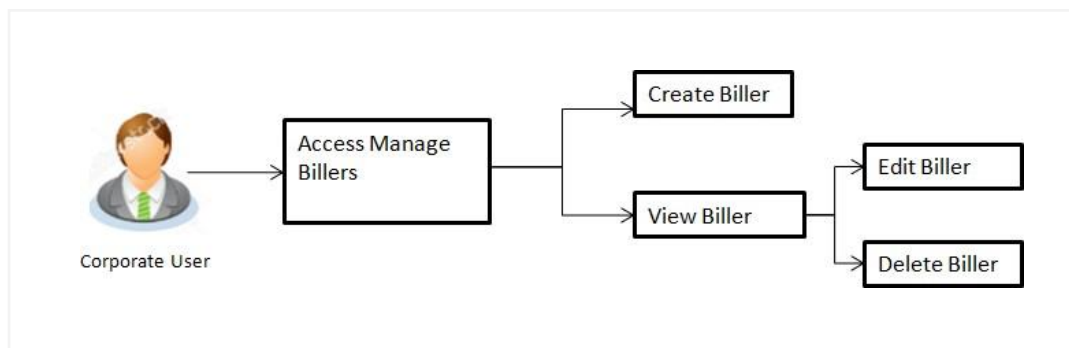 Create Biller
Access Manage
Billers
Edit Biller
View Biller
Corporate User
Delete Biller